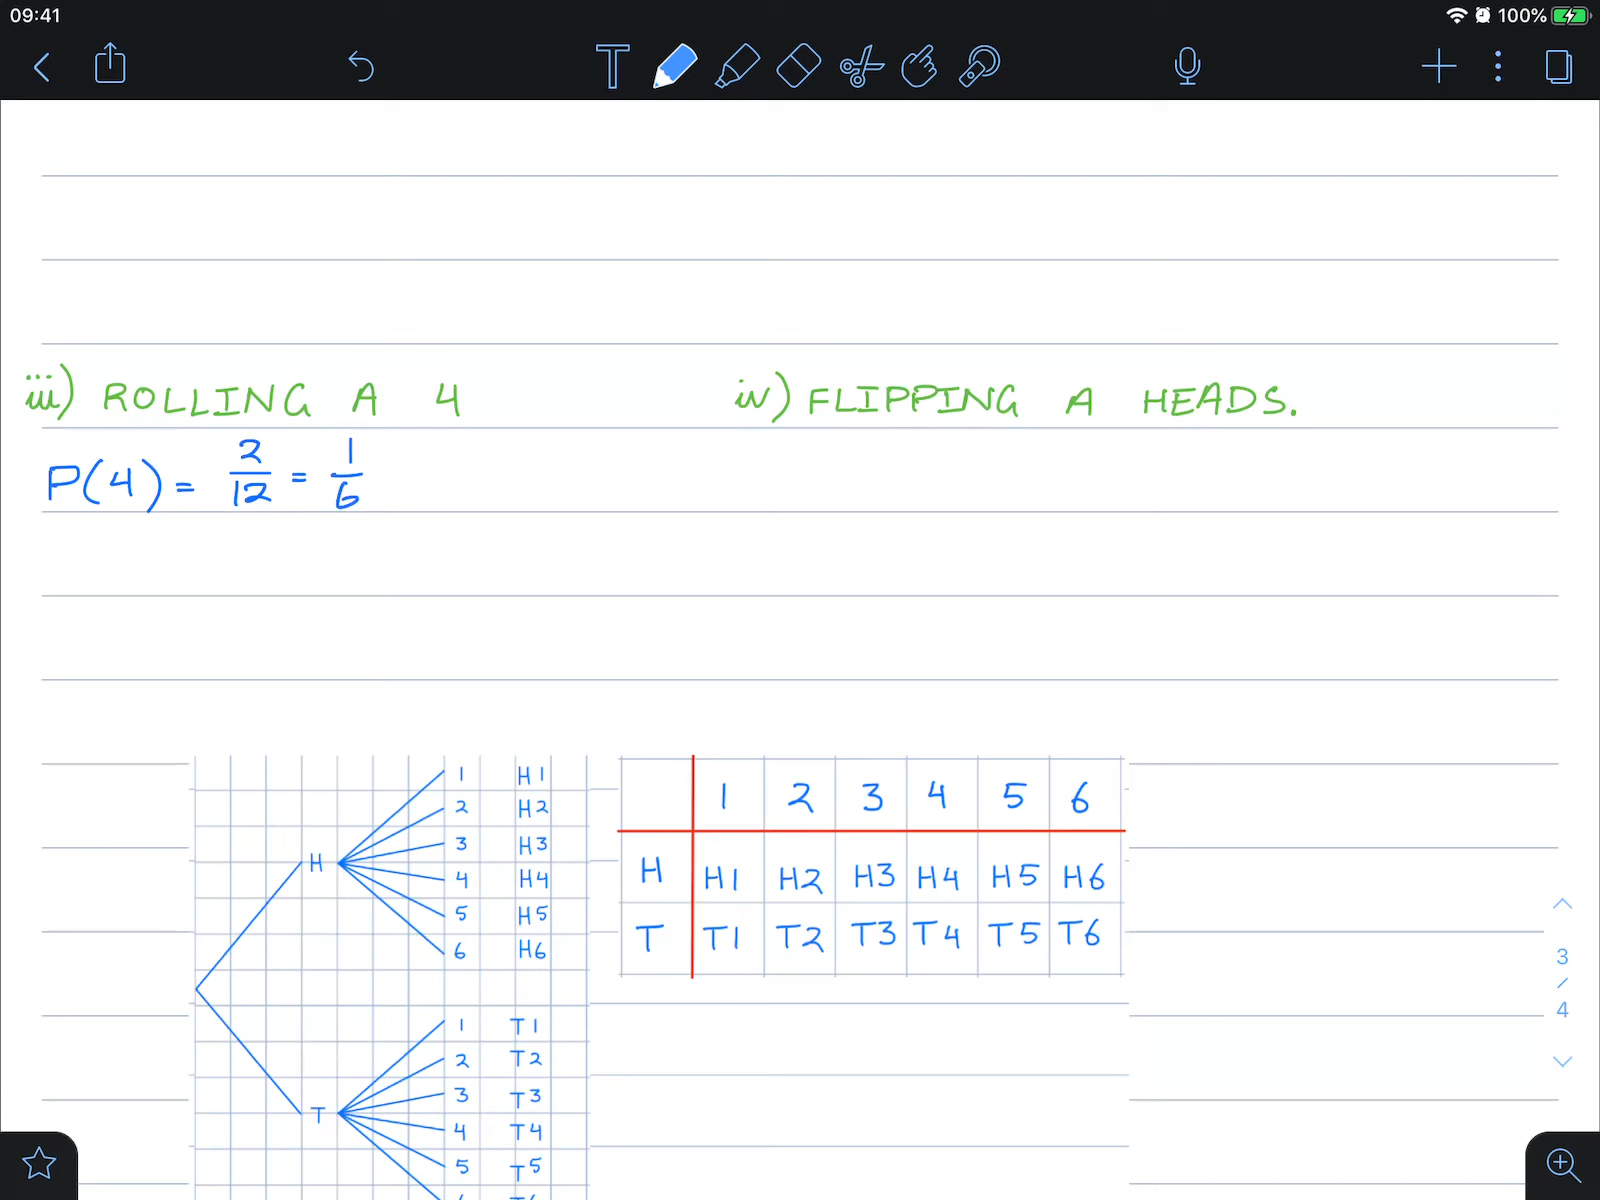 09:41 100%
iii) ROLLING A 4 iv) FLIPPING A HEADS.
P(4) = 2/12 = 1/6
1 H1
2 H2
3 H3
H
4 H4
5 H5
6 H6
1 T1
2 T2
3 T3
T
4 T4
5 T5
6 T6
1 2 3 4 5 6
H H1 H2 H3 H4 H5 H6
T T1 T2 T3 T4 T5 T6
3
/
4